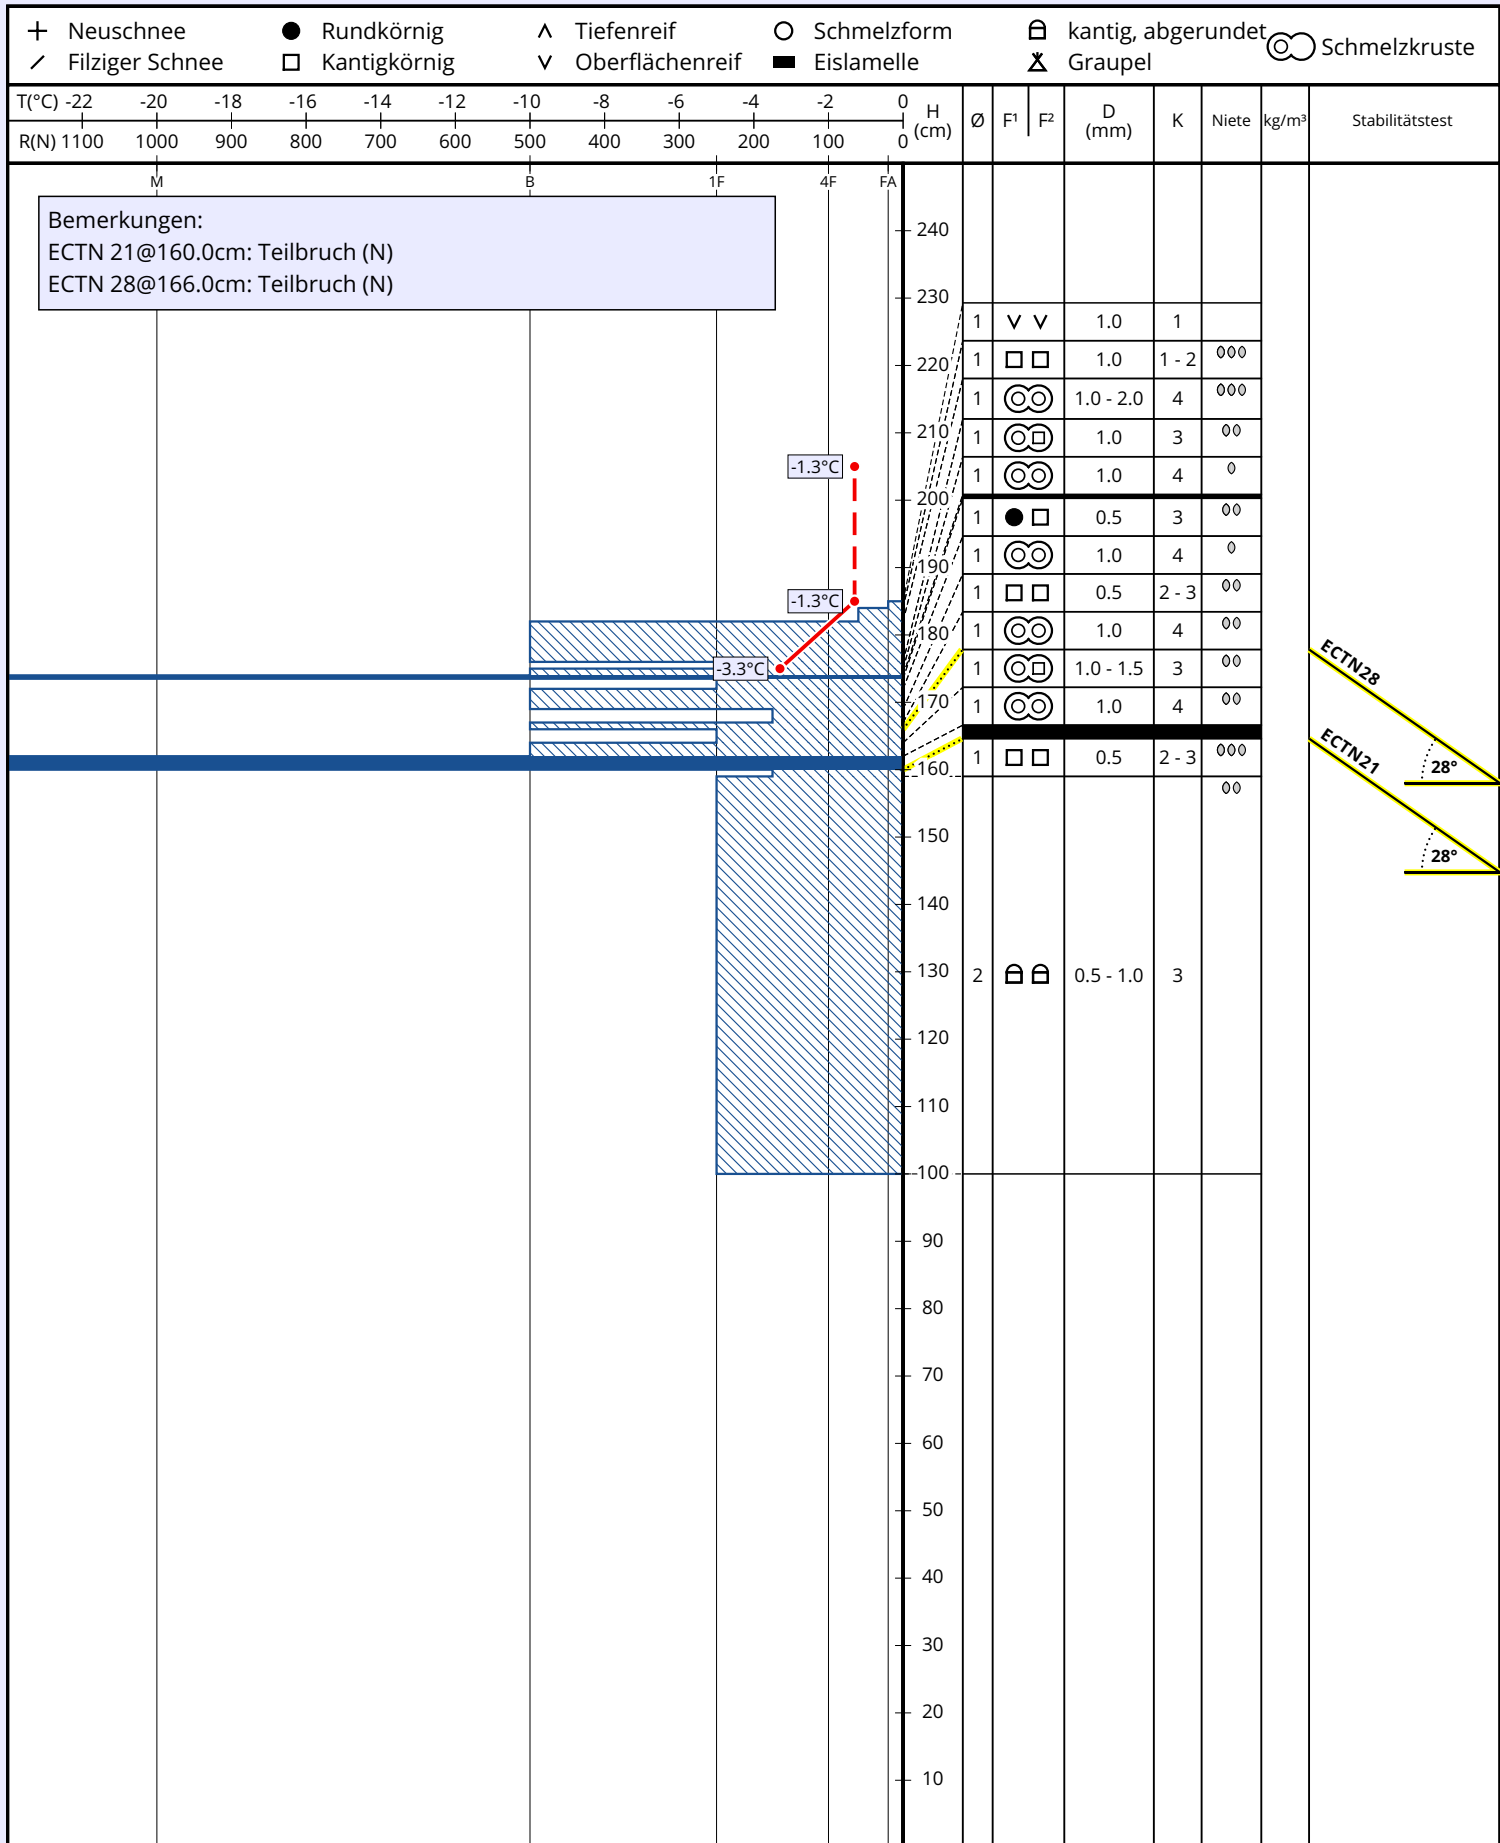 Neuschnee Rundkörnig Tiefenreif Schmelzform kantig, abgerundet Schmelzkruste
Filziger Schnee Kantigkörnig Oberflächenreif Eislamelle Graupel
T(°C) -22 -20 -18 -16 -14 -12 -10 -8 -6 -4 -2 0
R(N) 1100 1000 900 800 700 600 500 400 300 200 100 0
H (cm) Ø F¹ F² D (mm) K Niete kg/m³ Stabilitätstest
M B 1F 4F FA
Bemerkungen:
ECTN 21@160.0cm: Teilbruch (N)
ECTN 28@166.0cm: Teilbruch (N)
240
230
1 1.0 1
220
1 1.0 1 - 2
1 1.0 - 2.0 4
210
1 1.0 3
-1.3°C
1 1.0 4
200
1 0.5 3
190
1 1.0 4
-1.3°C
1 0.5 2 - 3
180
1 1.0 4
-3.3°C
1 1.0 - 1.5 3
ECTN28
170
1 1.0 4
160
1 0.5 2 - 3
ECTN21
28°
150
28°
140
130
2 0.5 - 1.0 3
120
110
100
90
80
70
60
50
40
30
20
10